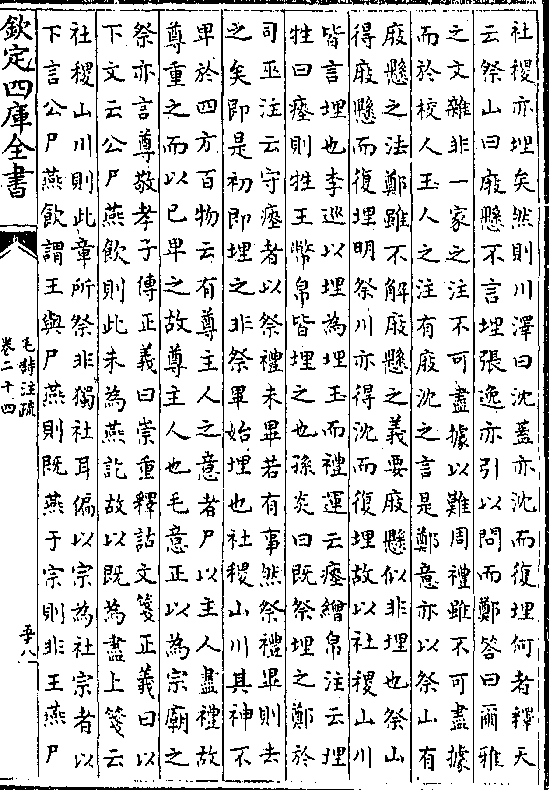 社稷亦埋矣然則川澤曰沈蓋亦沈而復埋何者釋天
云祭山曰庪懸不言埋張逸亦引以問而鄭答曰爾雅
之文雜非一家之注不可盡據以難周禮雖不可盡據
而於校人玉人之注有庪沈之言是鄭意亦以祭山有
庪懸之法鄭雖不解庪懸之義要庪懸似非埋也祭山
得庪懸而復埋明祭川亦得沈而復埋故以社稷山川
皆言埋也李巡以埋為埋玉而禮運云瘞繒帛注云埋
牲曰瘞則牲玉幣帛皆埋之也孫炎曰既祭埋之鄭於
司巫注云守瘞者以祭禮未畢若有事然祭禮畢則去
之矣即是初即埋之非祭畢始埋也社稷山川其神不
卑於四方百物云有尊主人之意者尸以主人盡禮故
尊重之而以已卑之故尊主人也毛意正以為宗廟之
祭亦言尊敬孝子傳正義曰崇重釋詁文箋正義曰以
下文云公尸燕飲則此未為燕訖故以既為盡上箋云
社稷山川則此章所祭非獨社耳偏以宗為社宗者以
下言公尸燕飲謂王與尸燕則既燕于宗則非王燕尸
欽定四庫全書
毛詩注疏
卷二十四
至八